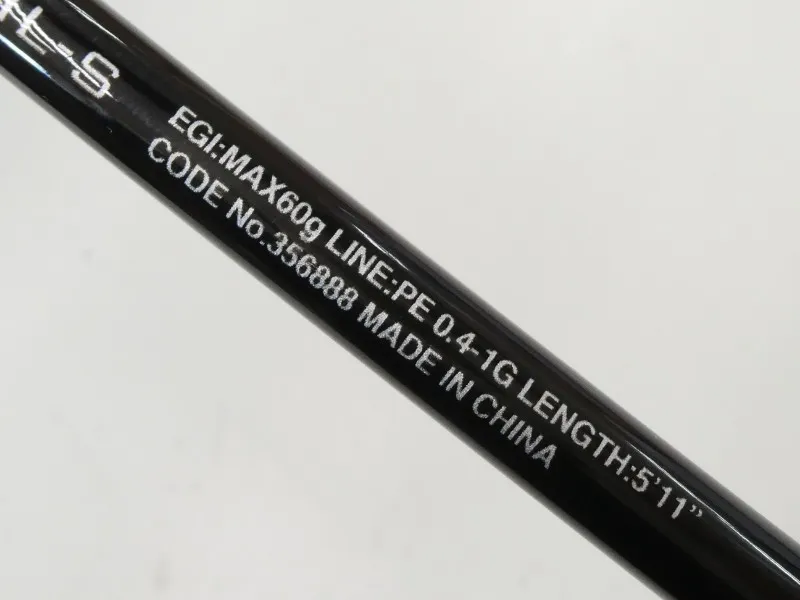 L-S
EGI:MAX60g LINE:PE 0.4-1G LENGTH:5'11"
CODE No.356888 MADE IN CHINA